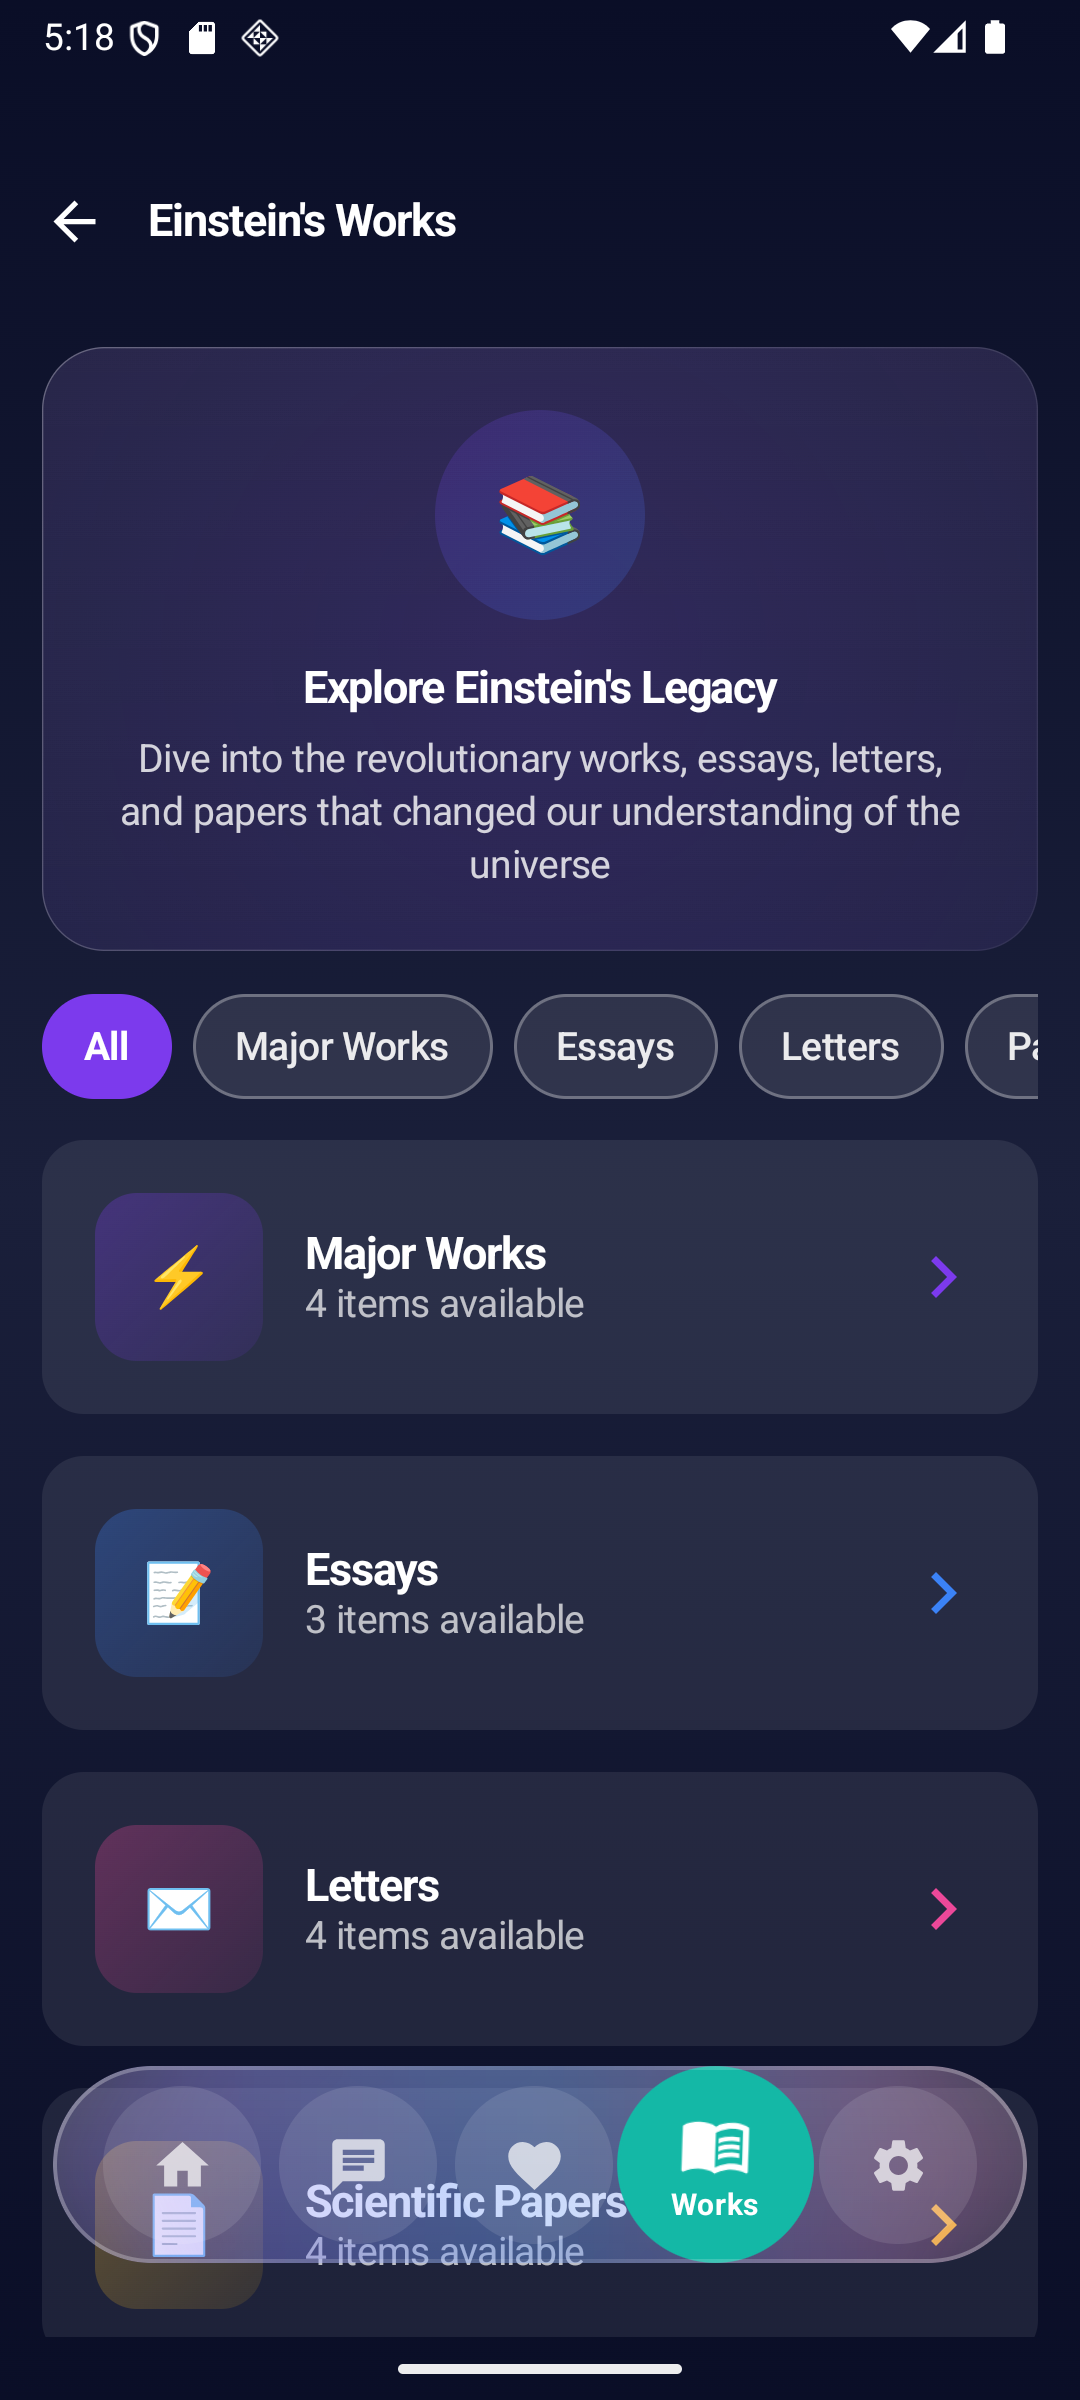 5:18
Einstein's Works
Explore Einstein's Legacy
Dive into the revolutionary works, essays, letters,
and papers that changed our understanding of the
universe
All
Major Works
Essays
Letters
Pa
Major Works
4 items available
Essays
3 items available
Letters
4 items available
Scientific Papers
4 items available
Works